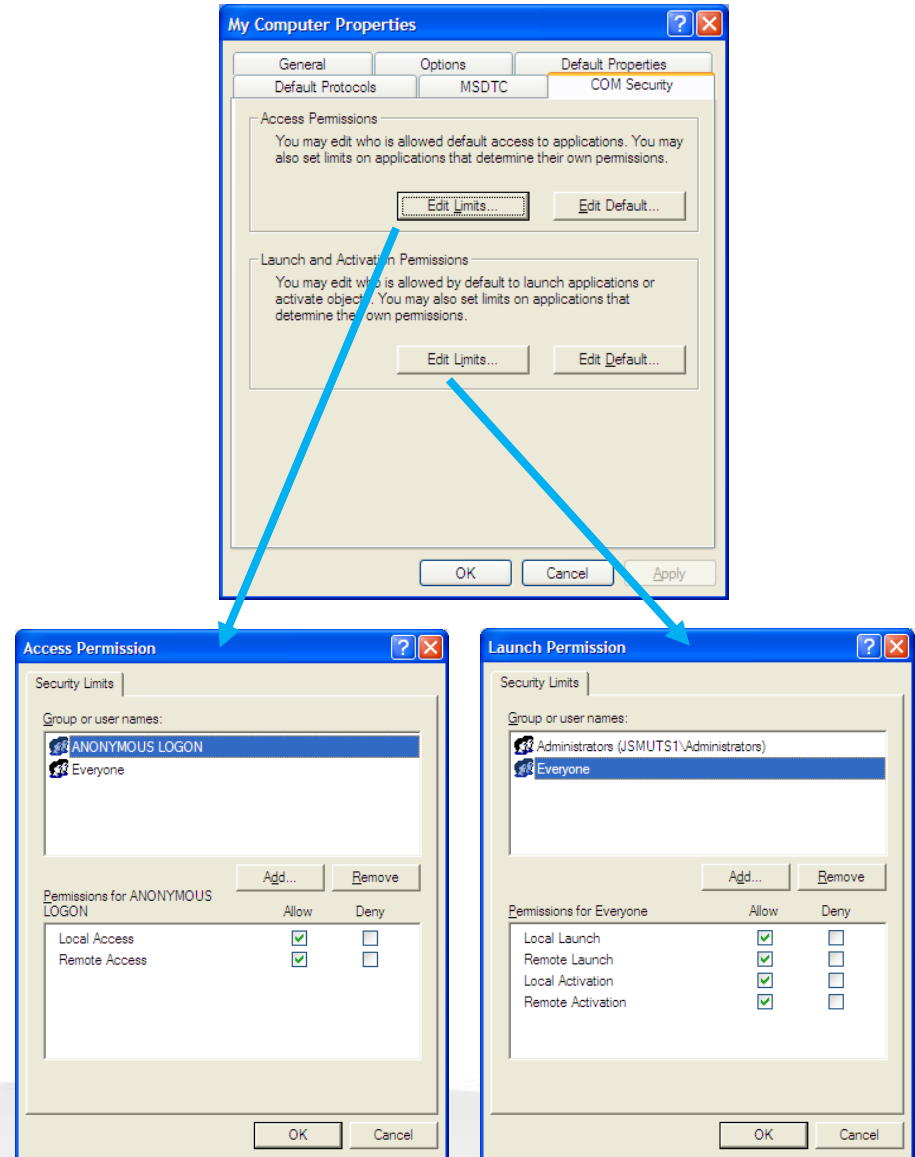 My Computer Properties
General Options Default Properties
Default Protocols MSDTC COM Security
Access Permissions
You may edit who is allowed default access to applications. You may
also set limits on applications that determine their own permissions.
Edit Limits... Edit Default...
Launch and Activation Permissions
You may edit who is allowed by default to launch applications or
activate objects. You may also set limits on applications that
determine their own permissions.
Edit Limits... Edit Default...
OK Cancel Apply
Access Permission
Security Limits
Group or user names:
ANONYMOUS LOGON
Everyone
Add... Remove
Permissions for ANONYMOUS
LOGON Allow Deny
Local Access
Remote Access
OK Cancel
Launch Permission
Security Limits
Group or user names:
Administrators (JSMUTS1\Administrators)
Everyone
Add... Remove
Permissions for Everyone Allow Deny
Local Launch
Remote Launch
Local Activation
Remote Activation
OK Cancel